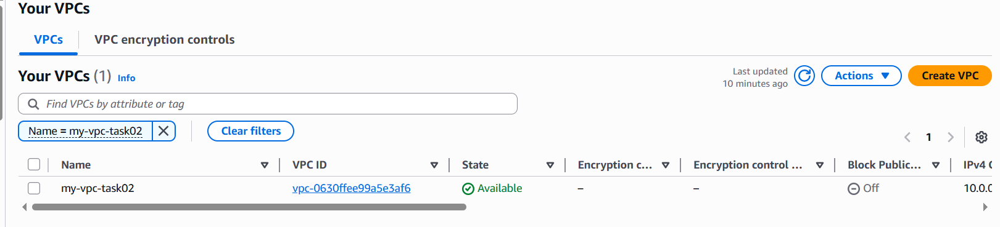 Your VPCs
VPCs VPC encryption controls
Your VPCs (1) Info
Last updated
10 minutes ago
Actions
Create VPC
Find VPCs by attribute or tag
Name = my-vpc-task02
Clear filters
1
Name VPC ID State Encryption c... Encryption control ... Block Public... IPv4 C
my-vpc-task02 vpc-0630ffee99a5e3af6 Available – – Off 10.0.0